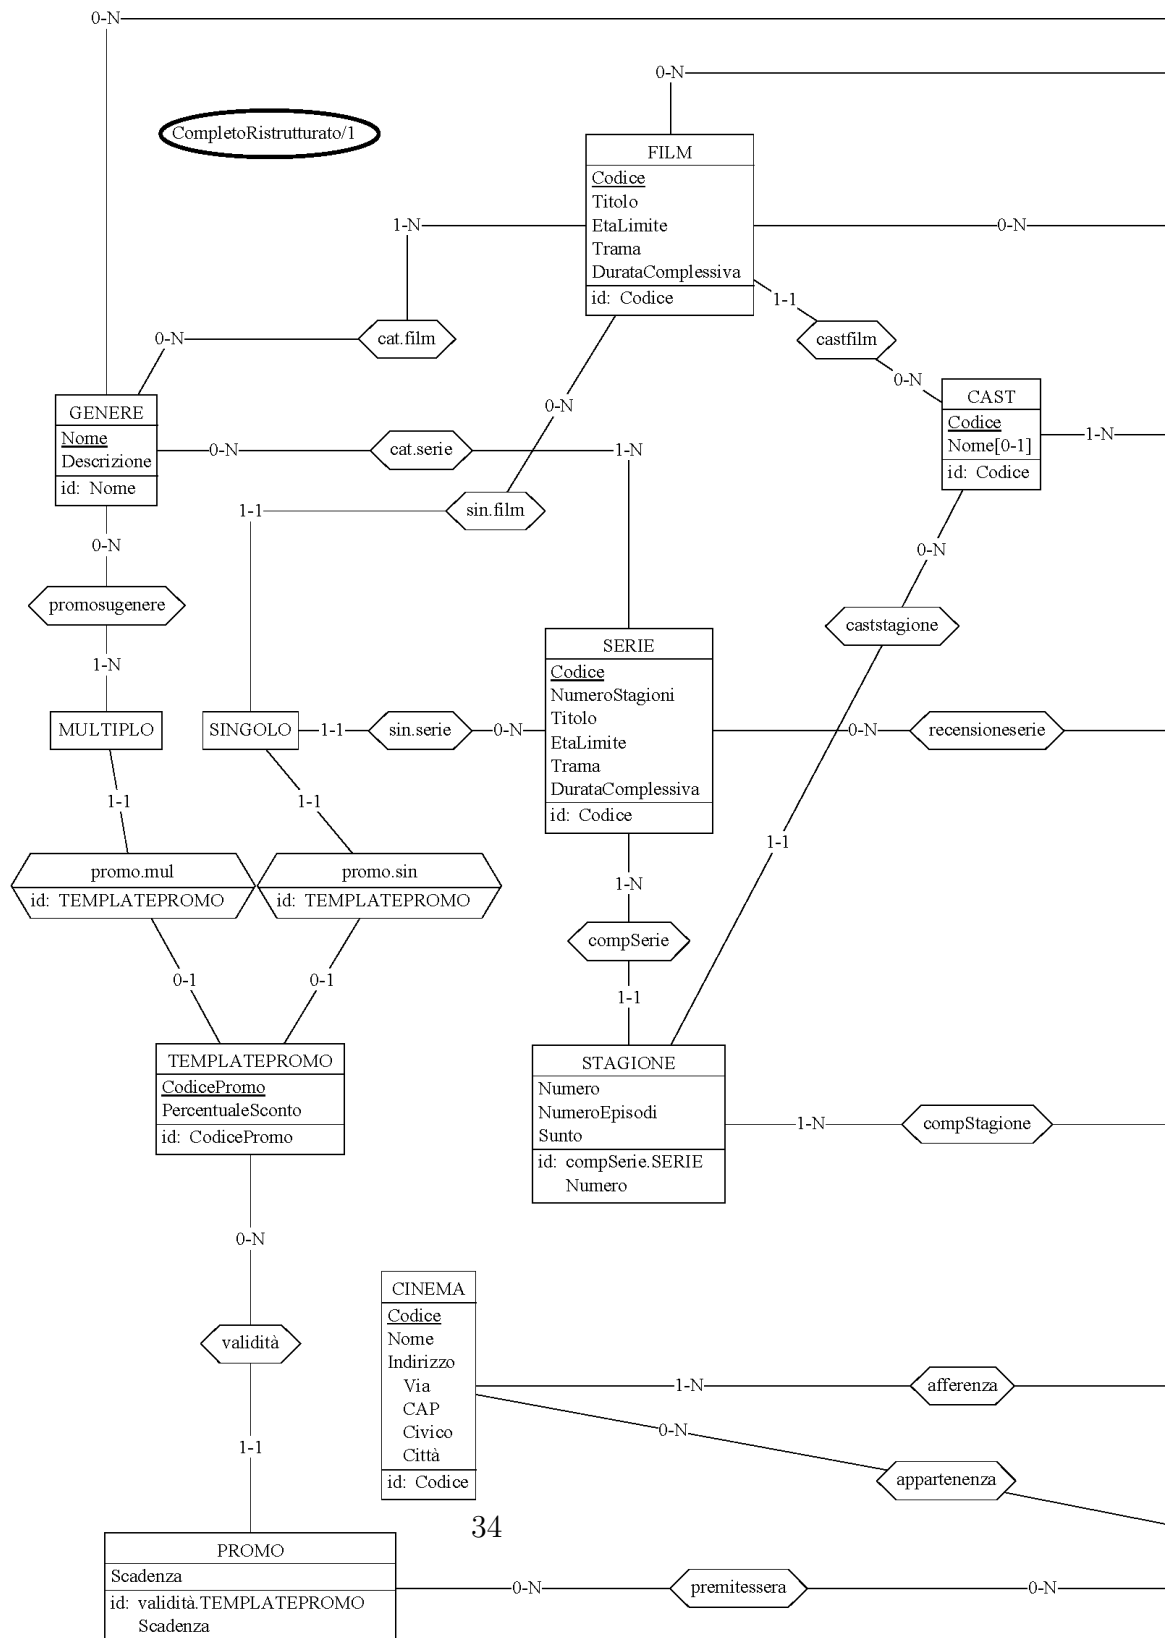 0-N
0-N
CompletoRistrutturato/1
FILM
Codice
Titolo
EtaLimite
Trama
DurataComplessiva
id: Codice
1-N
0-N
1-1
0-N
cat.film
castfilm
0-N
0-N
0-N
CAST
Codice
Nome[0-1]
id: Codice
1-N
GENERE
Nome
Descrizione
id: Nome
0-N
cat.serie
1-N
1-1
sin.film
0-N
0-N
promosugenere
caststagione
1-N
SERIE
Codice
NumeroStagioni
Titolo
EtaLimite
Trama
DurataComplessiva
id: Codice
MULTIPLO
SINGOLO
1-1
sin.serie
0-N
0-N
recensioneserie
1-1
1-1
1-1
promo.mul
id: TEMPLATEPROMO
promo.sin
id: TEMPLATEPROMO
1-N
compSerie
0-1
0-1
1-1
TEMPLATEPROMO
CodicePromo
PercentualeSconto
id: CodicePromo
STAGIONE
Numero
NumeroEpisodi
Sunto
id: compSerie.SERIE
Numero
1-N
compStagione
0-N
CINEMA
Codice
Nome
Indirizzo
Via
CAP
Civico
Città
id: Codice
validità
1-N
afferenza
0-N
1-1
appartenenza
34
PROMO
Scadenza
id: validità.TEMPLATEPROMO
Scadenza
0-N
premitessera
0-N